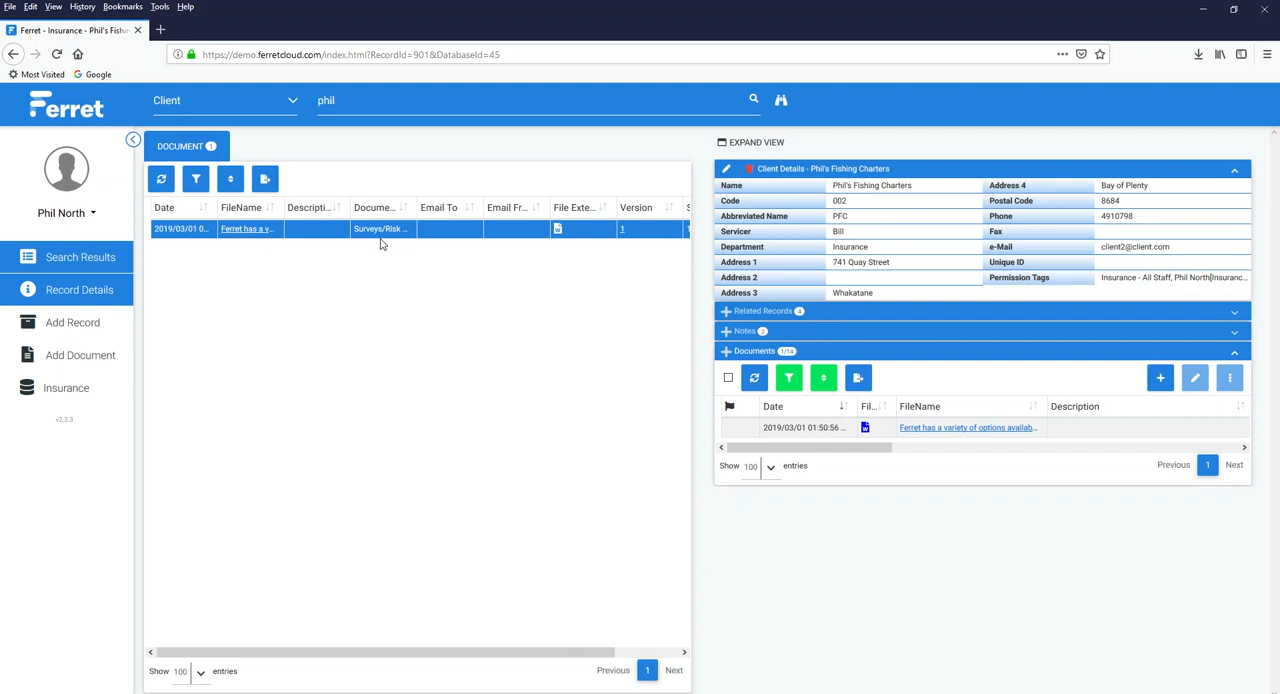 File Edit View History Bookmarks Tools Help
Ferret - Insurance - Phil's Fishin
https://demo.ferretcloud.com/index.html?RecordId=901&DatabaseId=45
Most Visited Google
Ferret Client phil
Phil North
Search Results
Record Details
Add Record
Add Document
Insurance
v2.3.3
DOCUMENT 1
Date FileName Descripti... Docume... Email To Email Fr... File Exte... Version
2019/03/01 0... Ferret has a v... Surveys/Risk ... 1
Show 100 entries Previous 1 Next
EXPAND VIEW
Client Details - Phil's Fishing Charters
Name Phil's Fishing Charters Address 4 Bay of Plenty
Code 002 Postal Code 8684
Abbreviated Name PFC Phone 4910798
Servicer Bill Fax
Department Insurance e-Mail client2@client.com
Address 1 741 Quay Street Unique ID
Address 2 Permission Tags Insurance - All Staff, Phil North|Insuranc...
Address 3 Whakatane
Related Records 4
Notes 2
Documents 1/14
Date Fil... FileName Description
2019/03/01 01:50:56 ... Ferret has a variety of options availab...
Show 100 entries Previous 1 Next